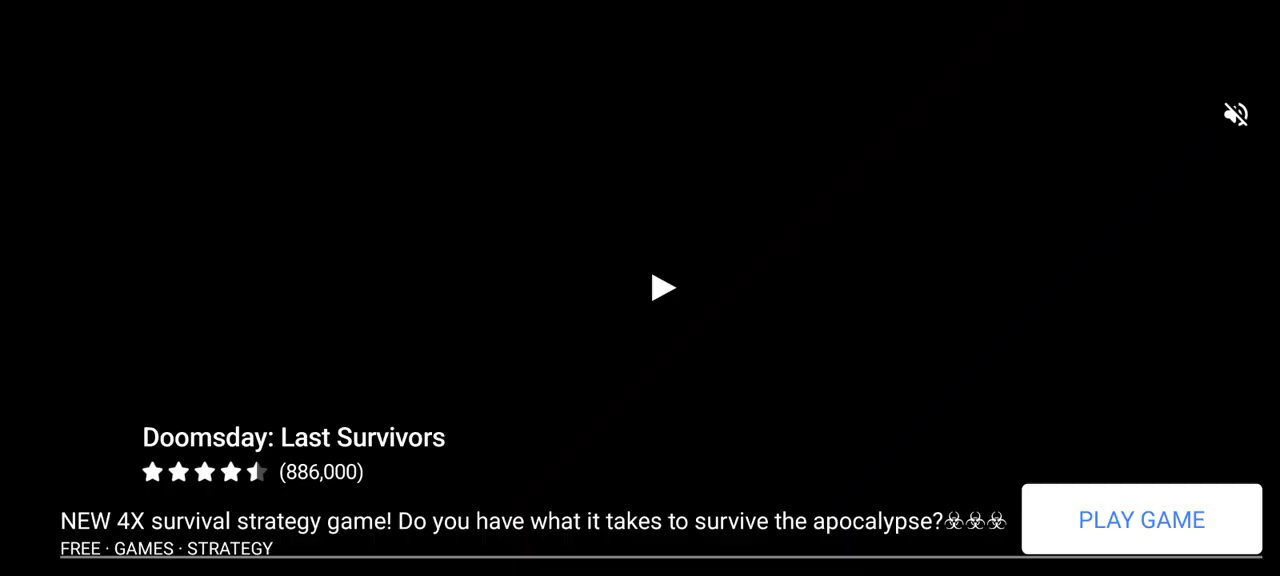 Doomsday: Last Survivors
(886,000)
NEW 4X survival strategy game! Do you have what it takes to survive the apocalypse?☣☣☣
FREE · GAMES · STRATEGY
PLAY GAME